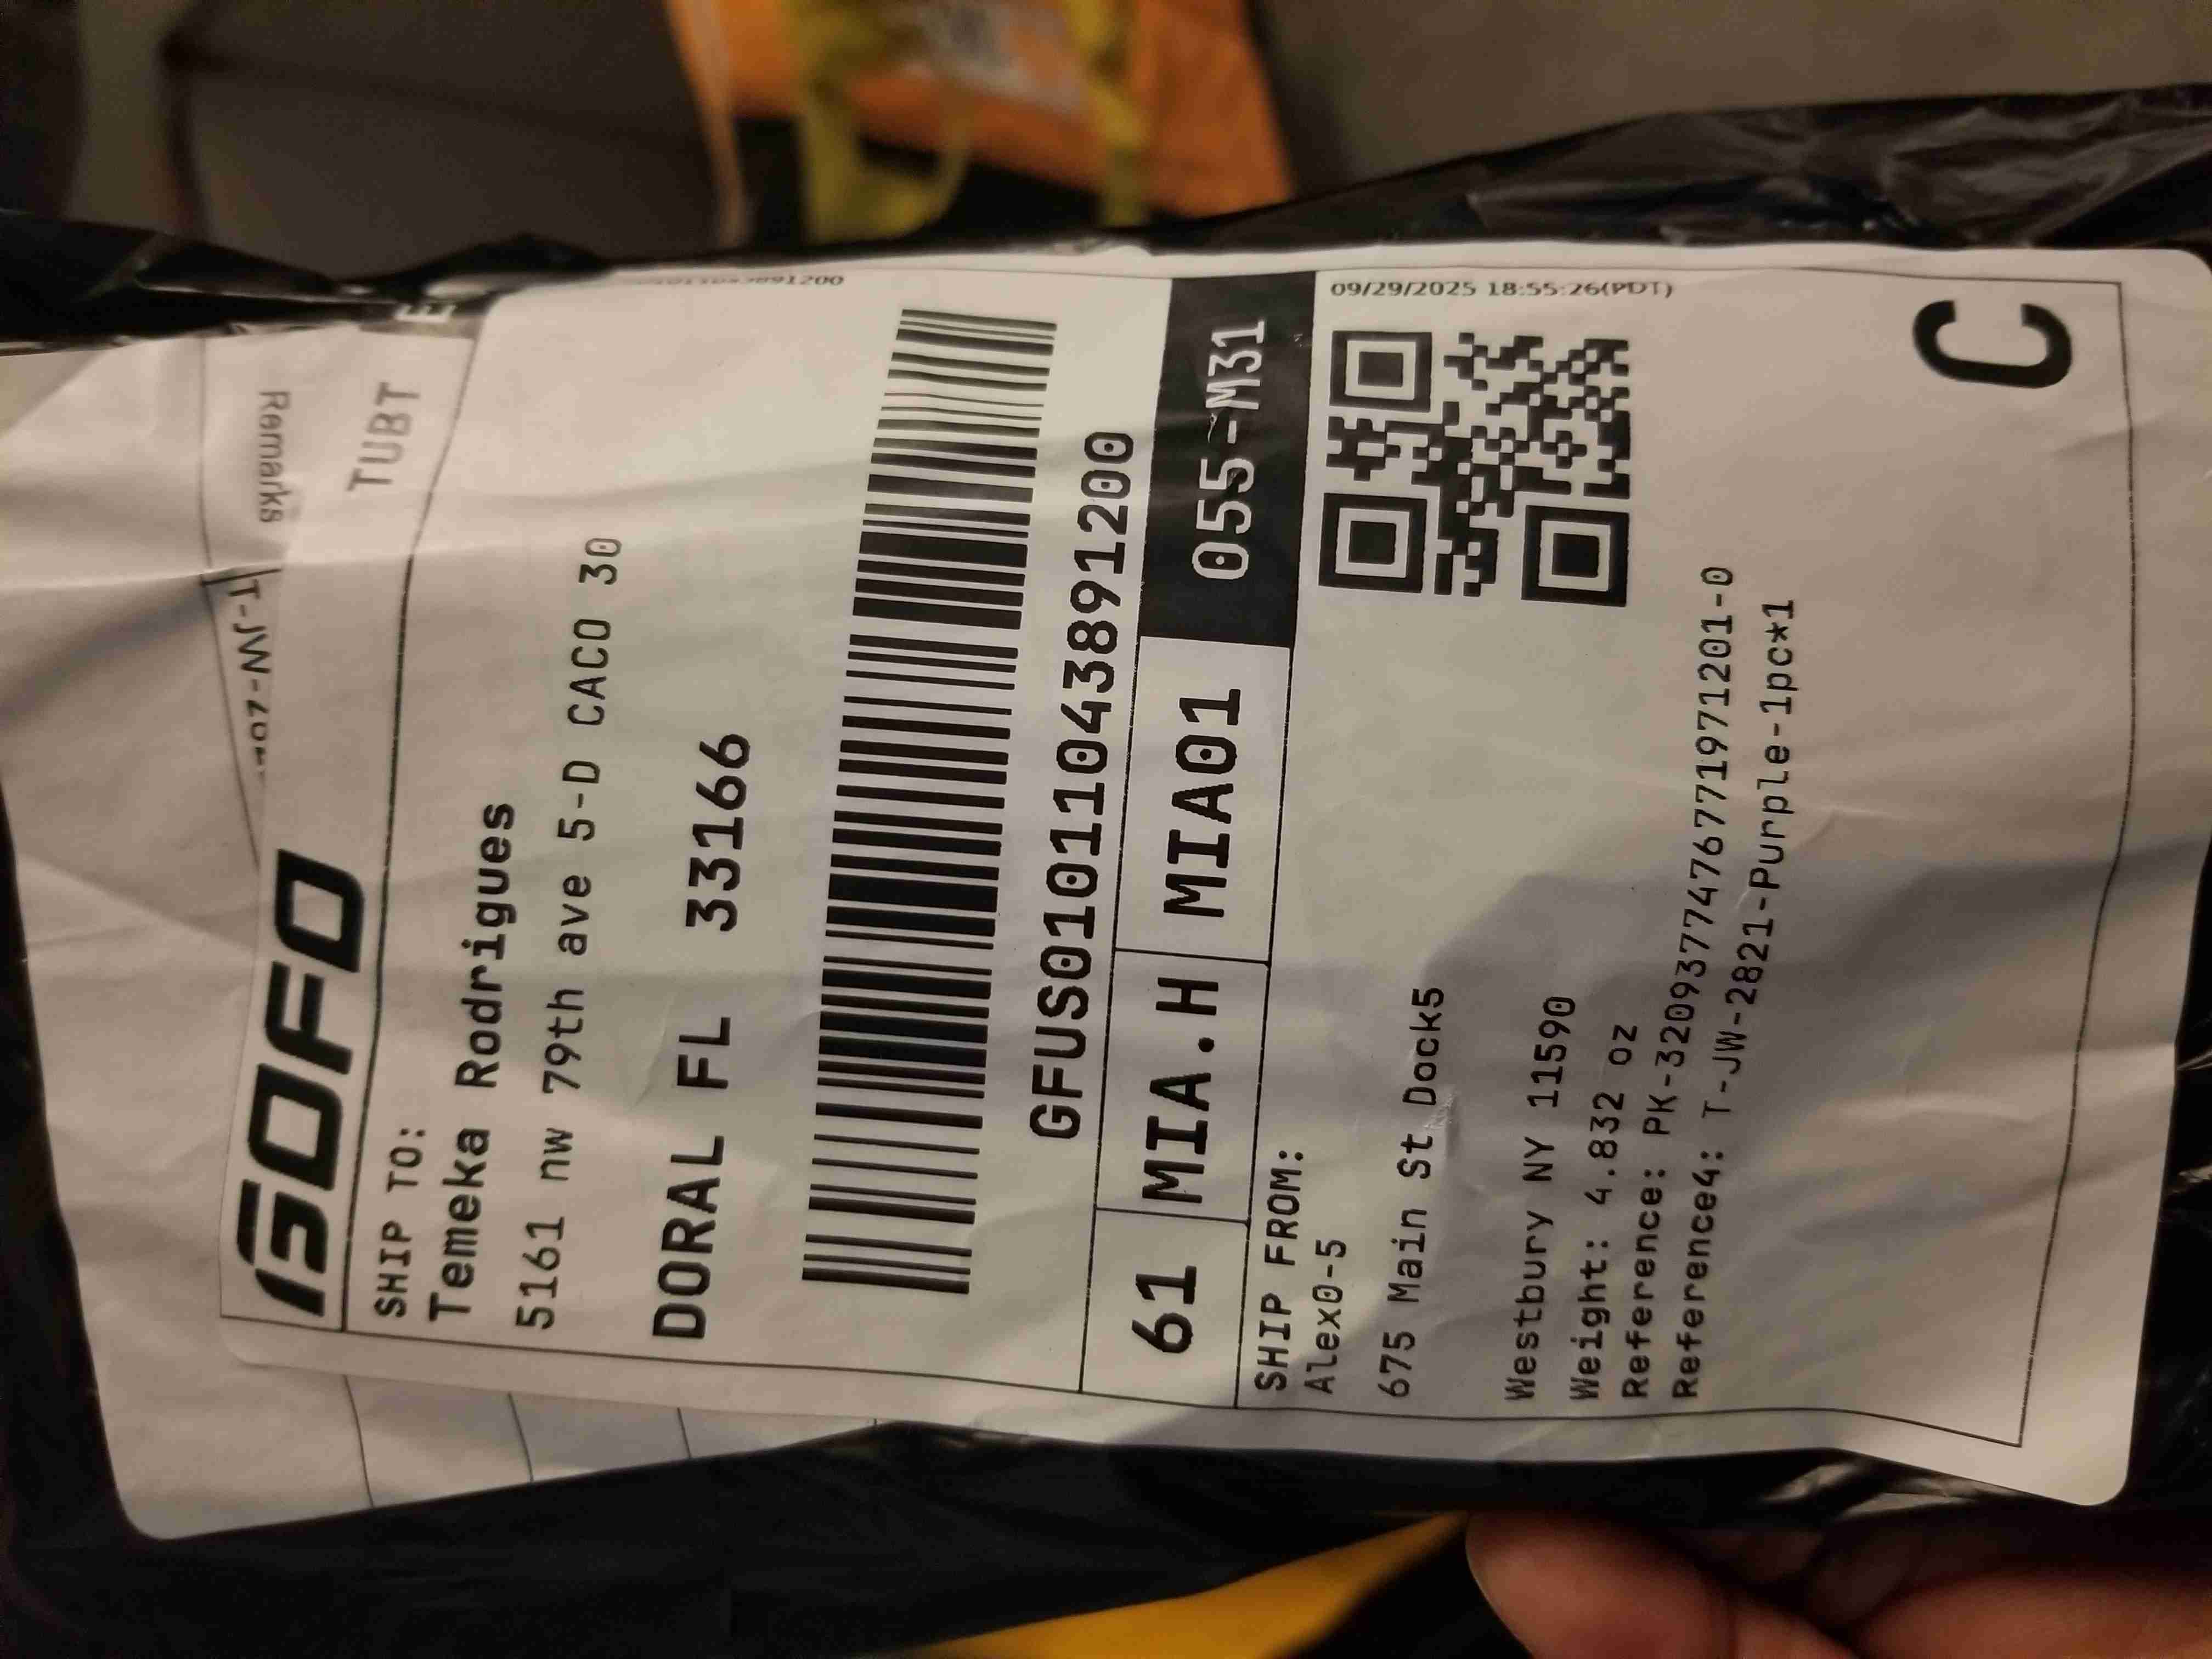 Remarks
T-JW-
TUBT
GOFO
SHIP TO:
Temeka Rodrigues
5161 nw 79th ave 5-D CACO 30
DORAL FL 33166
GFUS01011043891200
61 MIA.H MIA01 055-M31
SHIP FROM:
Alex0-5
09/29/2025 18:55:26(PDT)
675 Main St Dock5
Westbury NY 11590
Weight: 4.832 oz
Reference: PK-3209377476771971201-0
Reference4: T-JW-2821-Purple-1pc*1
C